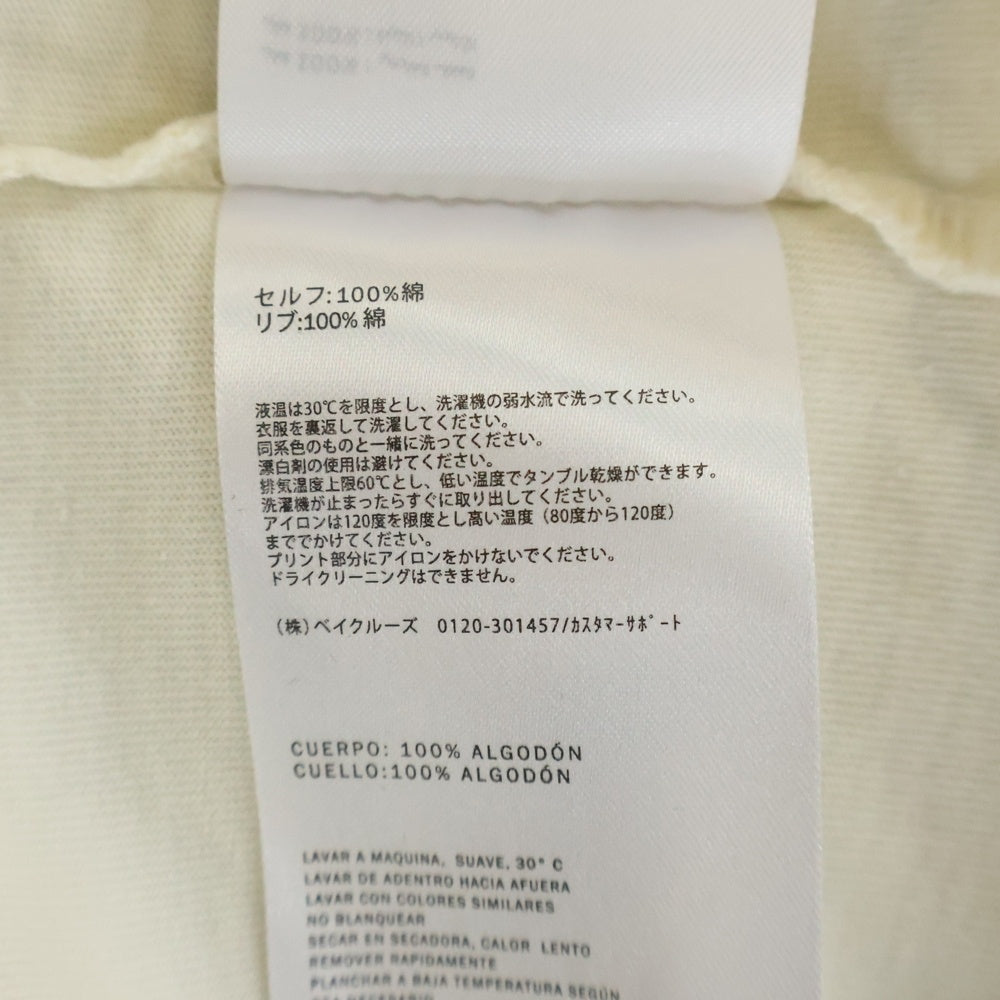 セルフ:100%綿
リブ:100%綿
液温は30℃を限度とし、洗濯機の弱水流で洗ってください。
衣服を裏返して洗濯してください。
同系色のものと一緒に洗ってください。
漂白剤の使用は避けてください。
排気温度上限60℃とし、低い温度でタンブル乾燥ができます。
洗濯機が止まったらすぐに取り出してください。
アイロンは120度を限度とし高い温度（80度から120度）
まででかけてください。
プリント部分にアイロンをかけないでください。
ドライクリーニングはできません。
（株）ベイクルーズ 0120-301457/ｶｽﾀﾏｰｻﾎﾟｰﾄ
CUERPO: 100% ALGODÓN
CUELLO:100% ALGODÓN
LAVAR A MAQUINA, SUAVE, 30° C
LAVAR DE ADENTRO HACIA AFUERA
LAVAR CON COLORES SIMILARES
NO BLANQUEAR
SECAR EN SECADORA, CALOR LENTO
REMOVER RAPIDAMENTE
PLANCHAR A BAJA TEMPERATURA SEGÚN